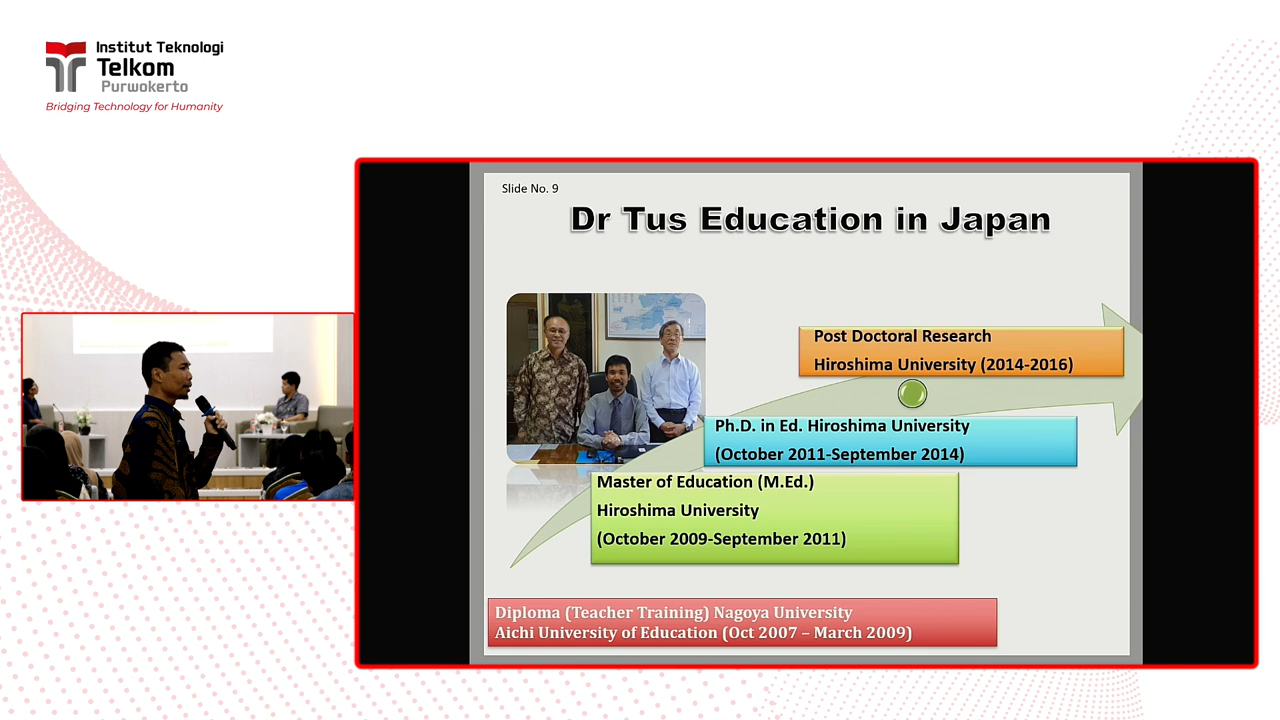 Institut Teknologi
Telkom
Purwokerto
Bridging Technology for Humanity
Slide No. 9
Dr Tus Education in Japan
Post Doctoral Research
Hiroshima University (2014-2016)
Ph.D. in Ed. Hiroshima University
(October 2011-September 2014)
Master of Education (M.Ed.)
Hiroshima University
(October 2009-September 2011)
Diploma (Teacher Training) Nagoya University
Aichi University of Education (Oct 2007 – March 2009)